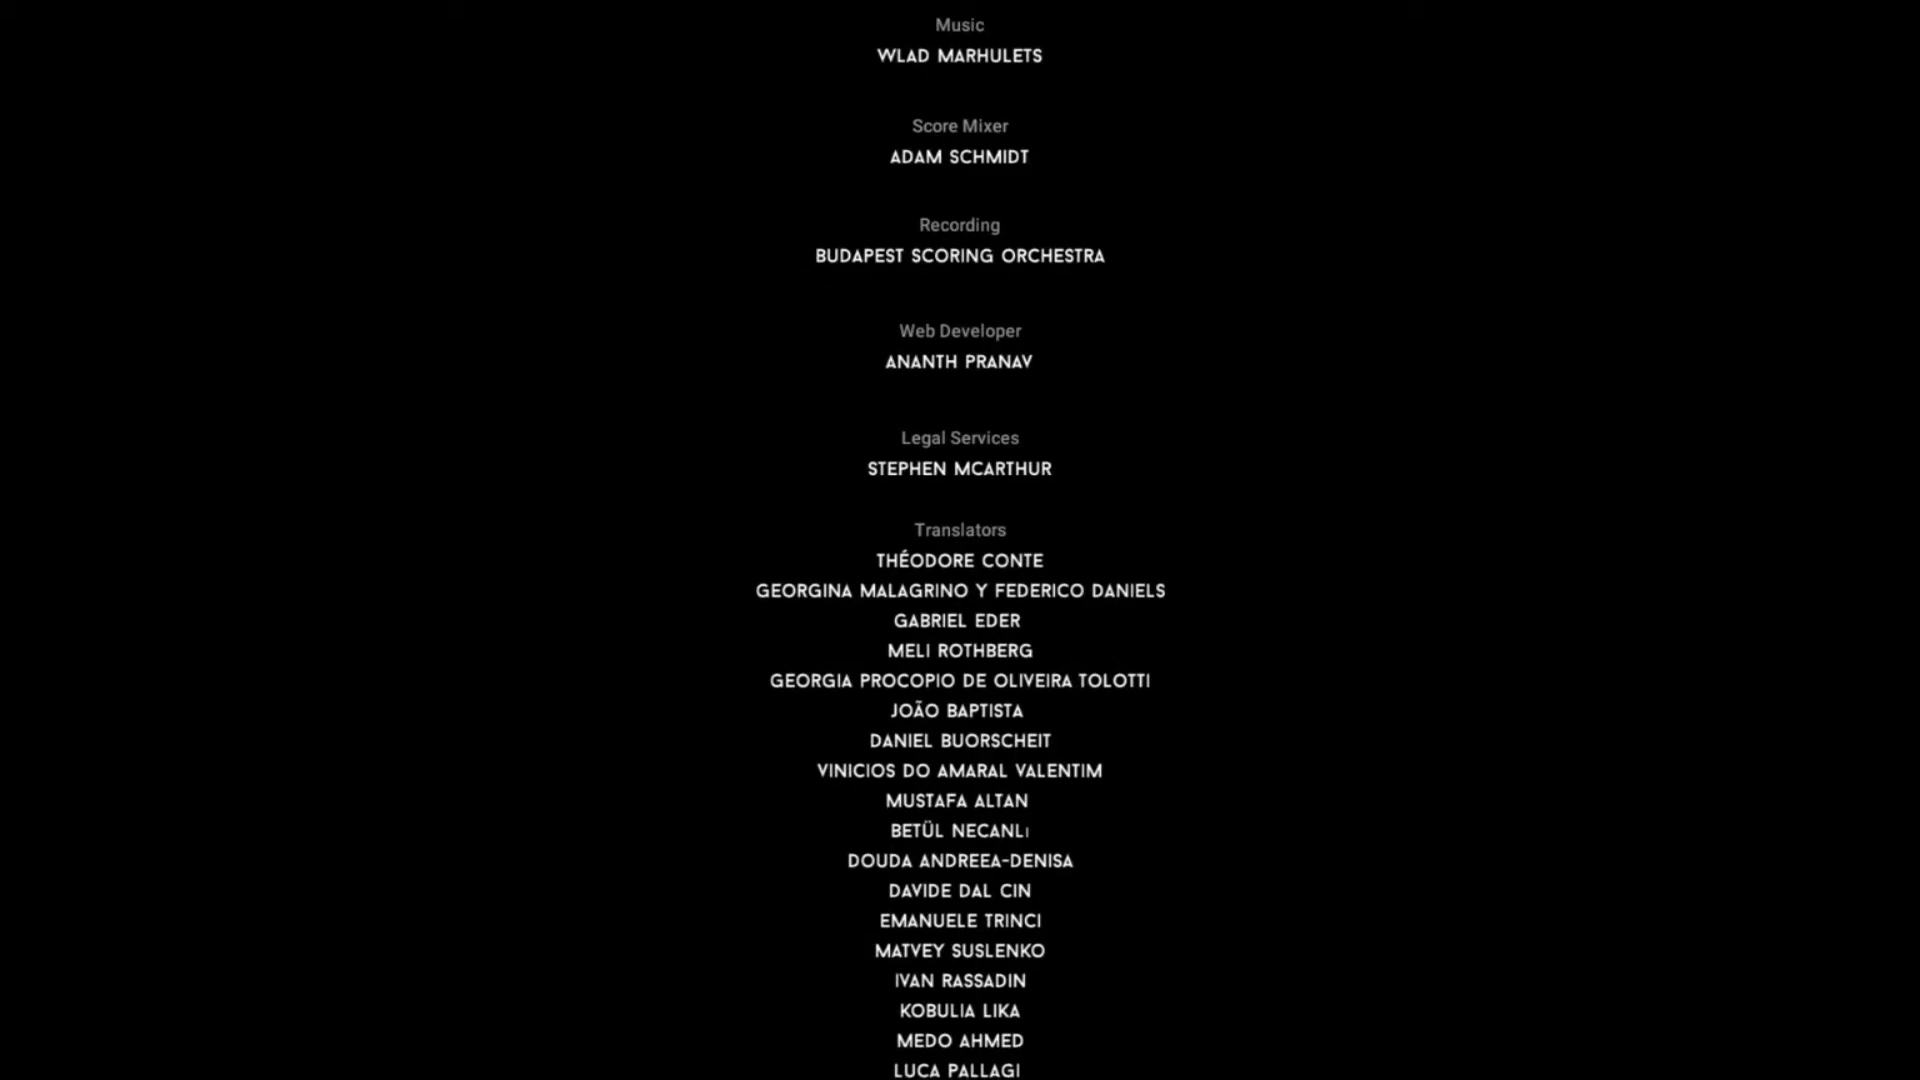 Music
WLAD MARHULETS
Score Mixer
ADAM SCHMIDT
Recording
BUDAPEST SCORING ORCHESTRA
Web Developer
ANANTH PRANAV
Legal Services
STEPHEN MCARTHUR
Translators
THÉODORE CONTE
GEORGINA MALAGRINO Y FEDERICO DANIELS
GABRIEL EDER
MELI ROTHBERG
GEORGIA PROCOPIO DE OLIVEIRA TOLOTTI
JOÃO BAPTISTA
DANIEL BUORSCHEIT
VINICIOS DO AMARAL VALENTIM
MUSTAFA ALTAN
BETÜL NECANLı
DOUDA ANDREEA-DENISA
DAVIDE DAL CIN
EMANUELE TRINCI
MATVEY SUSLENKO
IVAN RASSADIN
KOBULIA LIKA
MEDO AHMED
LUCA PALLAGI